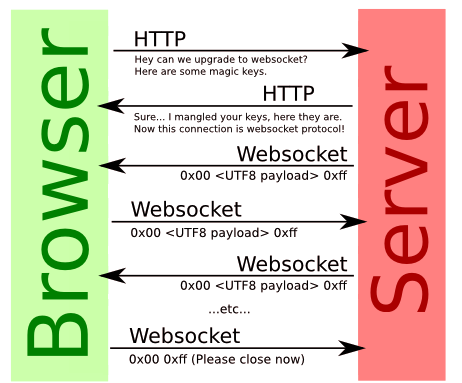 Browser
Server
HTTP
Hey can we upgrade to websocket?
Here are some magic keys.
HTTP
Sure... I mangled your keys, here they are.
Now this connection is websocket protocol!
Websocket
0x00 <UTF8 payload> 0xff
Websocket
0x00 <UTF8 payload> 0xff
Websocket
0x00 <UTF8 payload> 0xff
...etc...
Websocket
0x00 0xff (Please close now)